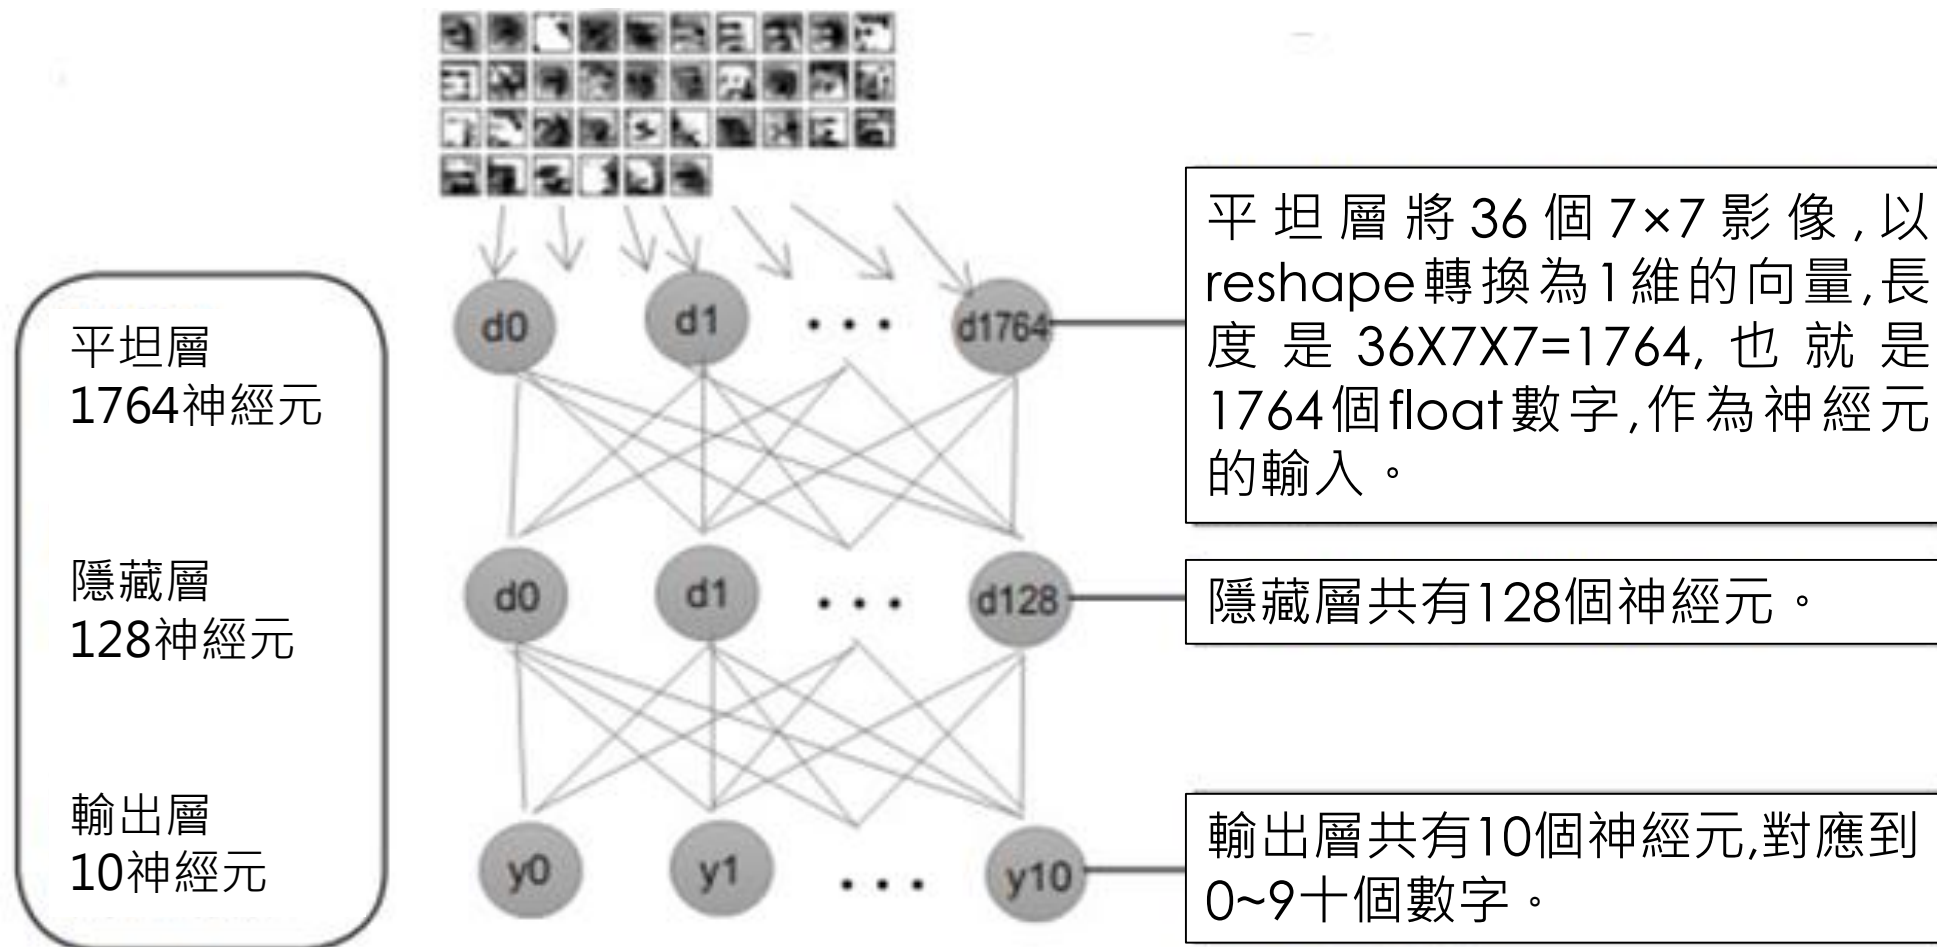 平坦層將36個7×7影像,以
reshape轉換為1維的向量,長
度是36X7X7=1764,也就是
1764個float數字,作為神經元
的輸入。
平坦層
1764神經元
d0
d1
...
d1764
隱藏層
128神經元
d0
d1
...
d128
隱藏層共有128個神經元。
輸出層
10神經元
y0
y1
...
y10
輸出層共有10個神經元,對應到
0~9十個數字。